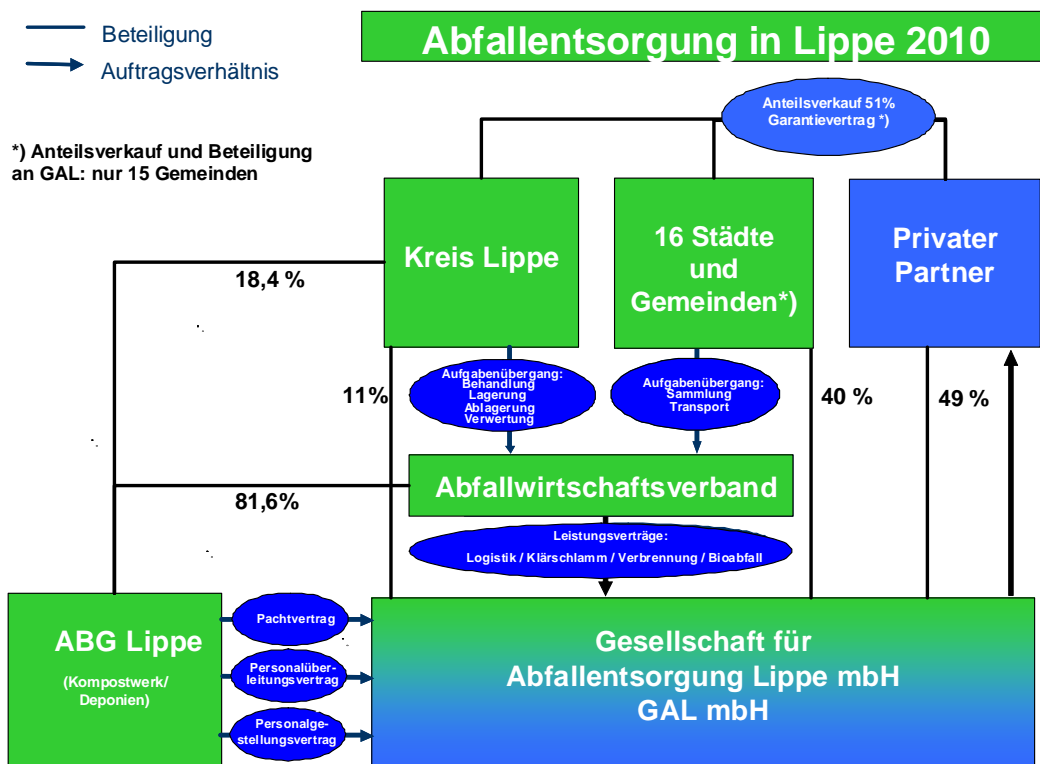 Beteiligung
Auftragsverhältnis
Abfallentsorgung in Lippe 2010
Anteilsverkauf 51%
Garantievertrag *)
*) Anteilsverkauf und Beteiligung
an GAL: nur 15 Gemeinden
Kreis Lippe
16 Städte
und
Gemeinden*)
Privater
Partner
18,4 %
11%
Aufgabenübergang:
Behandlung
Lagerung
Ablagerung
Verwertung
Aufgabenübergang:
Sammlung
Transport
40 %
49 %
Abfallwirtschaftsverband
81,6%
Leistungsverträge:
Logistik / Klärschlamm / Verbrennung / Bioabfall
ABG Lippe
(Kompostwerk/
Deponien)
Pachtvertrag
Personalüber-
leitungsvertrag
Personalge-
stellungsvertrag
Gesellschaft für
Abfallentsorgung Lippe mbH
GAL mbH